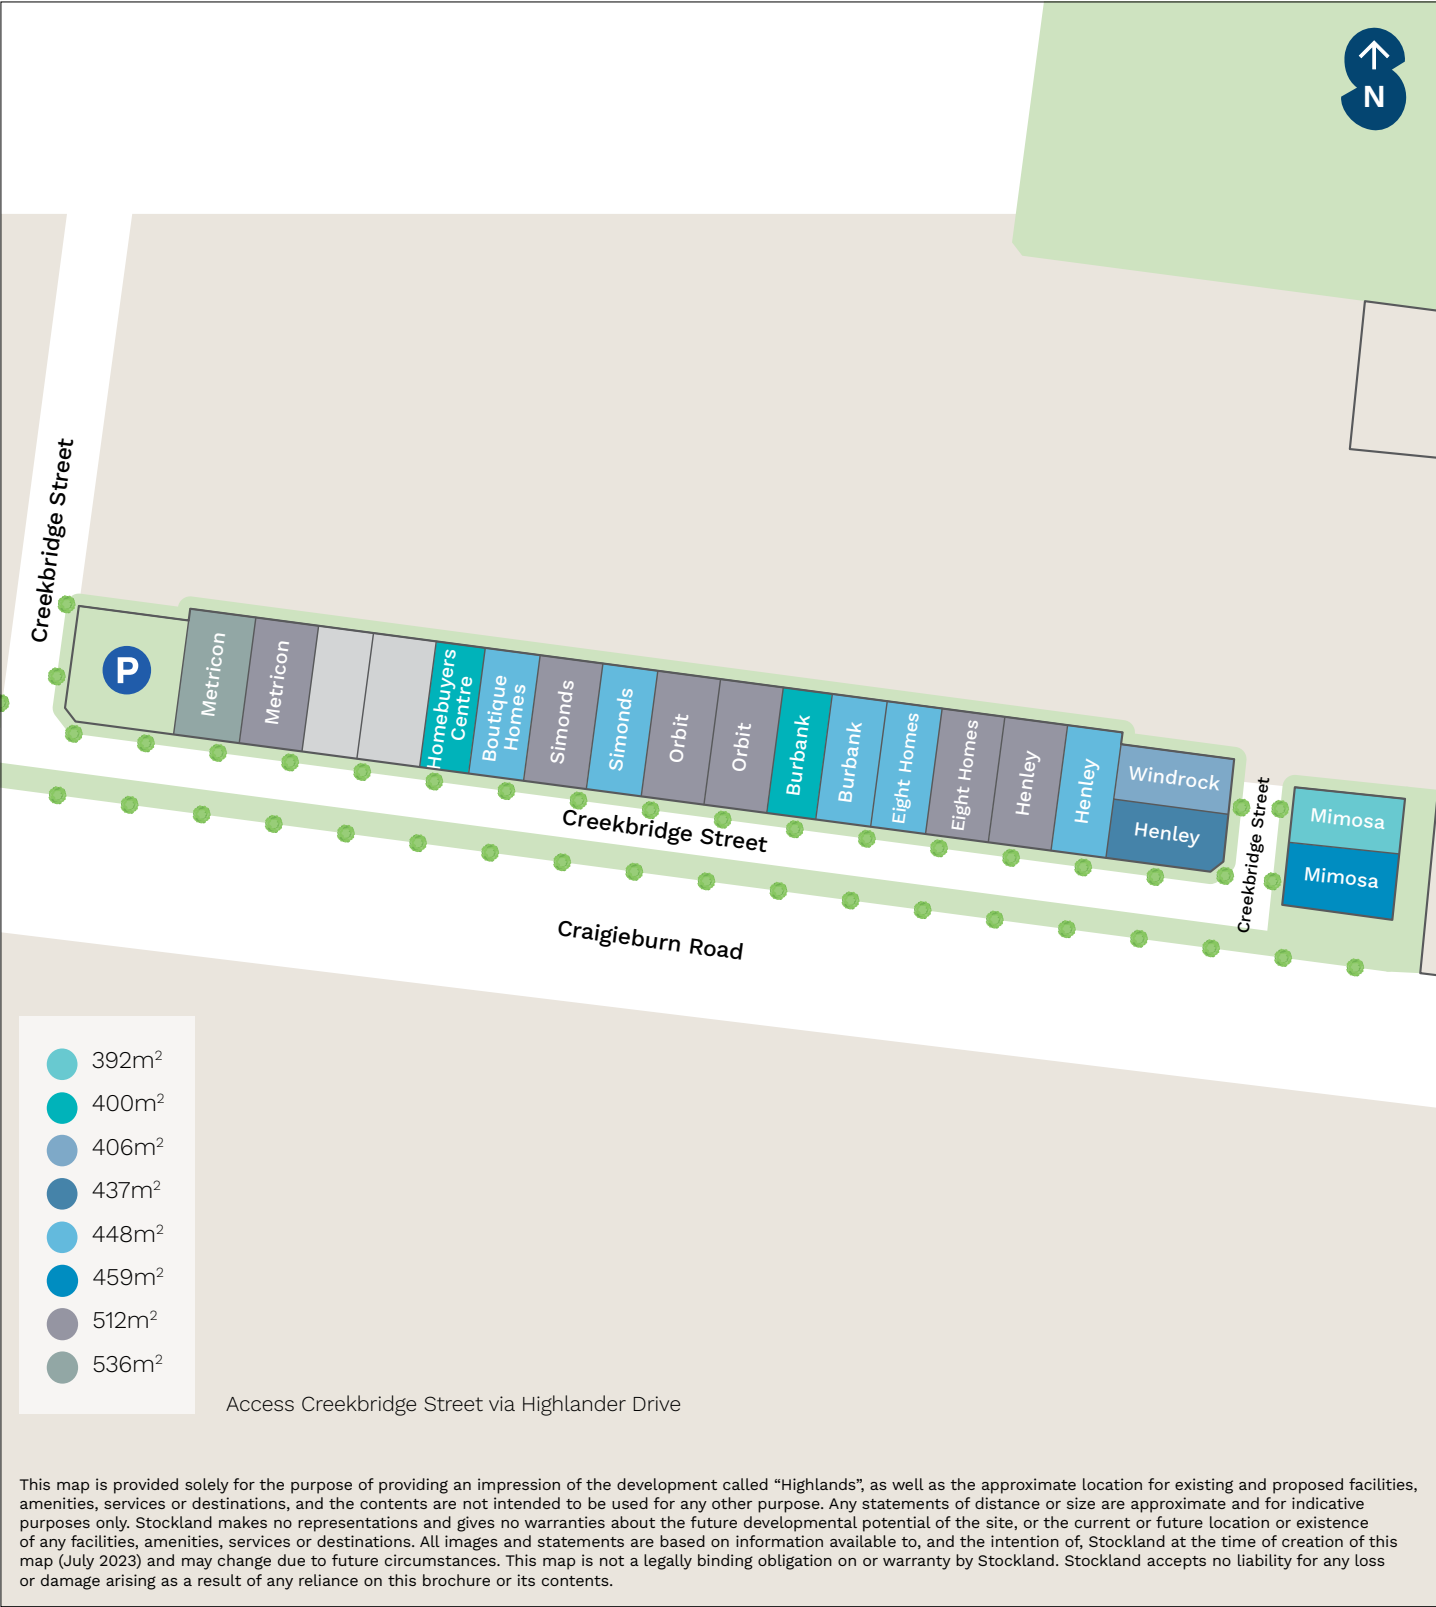 N
Creekbridge Street
P
Metricon
Metricon
Homebuyers
Centre
Boutique
Homes
Simonds
Simonds
Orbit
Orbit
Burbank
Burbank
Eight Homes
Eight Homes
Henley
Henley
Windrock
Henley
Creekbridge Street
Mimosa
Mimosa
Creekbridge Street
Craigieburn Road
392m²
400m²
406m²
437m²
448m²
459m²
512m²
536m²
Access Creekbridge Street via Highlander Drive
This map is provided solely for the purpose of providing an impression of the development called “Highlands”, as well as the approximate location for existing and proposed facilities,
amenities, services or destinations, and the contents are not intended to be used for any other purpose. Any statements of distance or size are approximate and for indicative
purposes only. Stockland makes no representations and gives no warranties about the future developmental potential of the site, or the current or future location or existence
of any facilities, amenities, services or destinations. All images and statements are based on information available to, and the intention of, Stockland at the time of creation of this
map (July 2023) and may change due to future circumstances. This map is not a legally binding obligation on or warranty by Stockland. Stockland accepts no liability for any loss
or damage arising as a result of any reliance on this brochure or its contents.